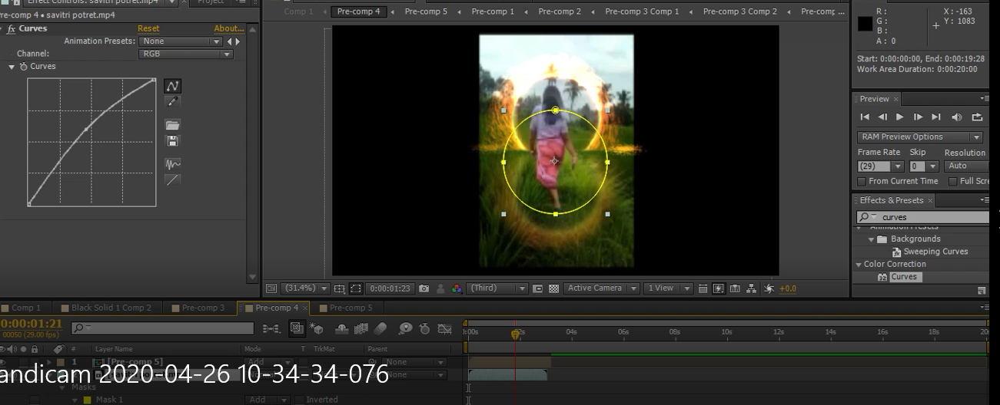 Effect Controls: savitri potret.mp4
Project
4 • savitri potret.mp4
fx Curves
Reset
About...
Animation Presets: None
Channel: RGB
Curves
Comp 1
Pre-comp 4
Pre-comp 5
Pre-comp 1
Pre-comp 2
Pre-comp 3 Comp 1
Pre-comp 3 Comp 2
Pre-comp ...
(31.4%)
0:00:01:23
(Third)
Active Camera
1 View
+0.0
R :
G :
B :
A : 0
X : -163
Y : 1083
Start: 0:00:00:00, End: 0:00:19:28
Work Area Duration: 0:00:20:00
Preview
RAM Preview Options
Frame Rate
Skip
Resolution
(29)
0
Auto
From Current Time
Full Scre
Effects & Presets
curves
Animation Presets
Backgrounds
Sweeping Curves
Color Correction
Curves
Comp 1
Black Solid 1 Comp 2
Pre-comp 3
Pre-comp 4
Pre-comp 5
0:00:01:21
00050 (29.00 fps)
:00s
02s
04s
06s
08s
10s
12s
14s
16s
18s
20s
#
Layer Name
Mode
T
TrkMat
Parent
1
[Pre-comp 5]
Add
None
None
andicam 2020-04-26 10-34-34-076
Masks
Mask 1
Add
Inverted